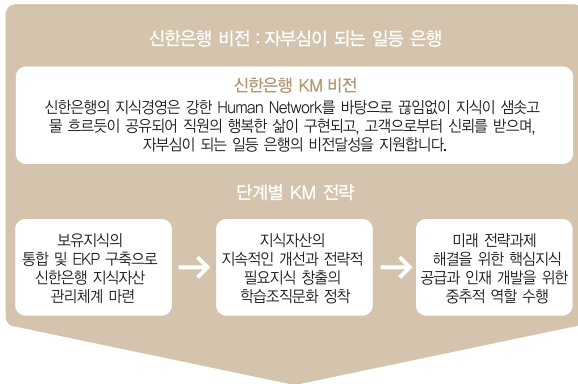 신한은행 비전 : 자부심이 되는 일등 은행
신한은행 KM 비전
신한은행의 지식경영은 강한 Human Network를 바탕으로 끊임없이 지식이 샘솟고
물 흐르듯이 공유되어 직원의 행복한 삶이 구현되고, 고객으로부터 신뢰를 받으며,
자부심이 되는 일등 은행의 비전달성을 지원합니다.
단계별 KM 전략
보유지식의
통합 및 EKP 구축으로
신한은행 지식자산
관리체계 마련
지식자산의
지속적인 개선과 전략적
필요지식 창출의
학습조직문화 정착
미래 전략과제
해결을 위한 핵심지식
공급과 인재 개발을 위한
중추적 역할 수행